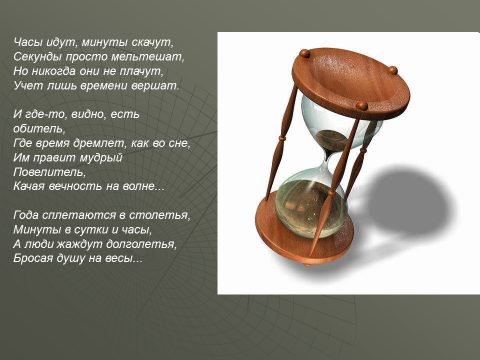 Часы идут, минуты скачут,
Секунды просто мельтешат,
Но никогда они не плачут,
Учет лишь времени вершат.
И где-то, видно, есть
обитель,
Где время дремлет, как во сне,
Им правит мудрый
Повелитель,
Качая вечность на волне...
Года сплетаются в столетья,
Минуты в сутки и часы,
А люди жаждут долголетья,
Бросая душу на весы...